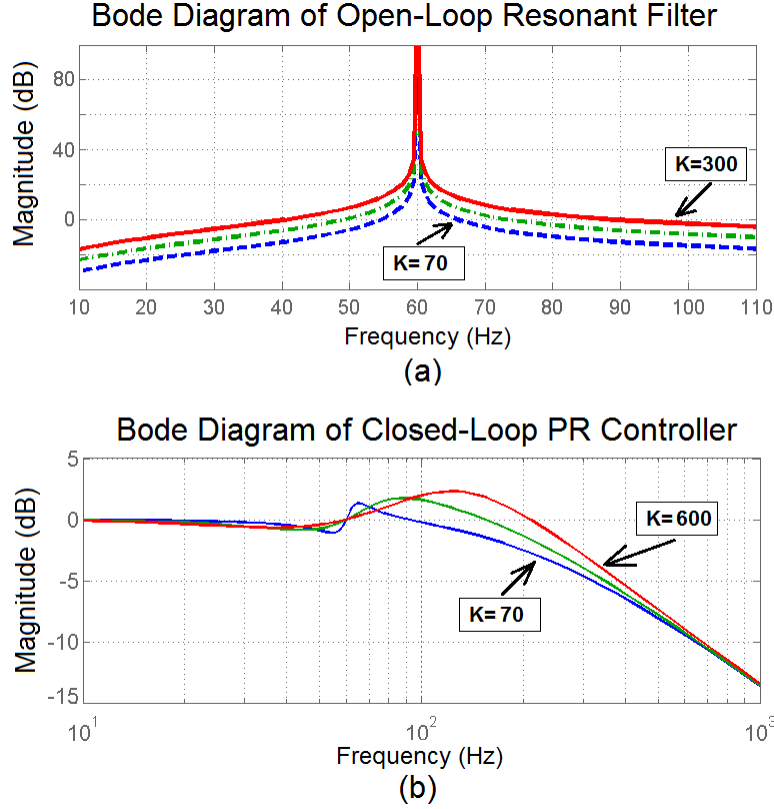 Bode Diagram of Open-Loop Resonant Filter
Magnitude (dB)
80
40
0
K=300
K= 70
10 20 30 40 50 60 70 80 90 100 110
Frequency (Hz)
(a)
Bode Diagram of Closed-Loop PR Controller
Magnitude (dB)
5
0
-5
-10
-15
K=600
K= 70
10¹ 10² 10³
Frequency (Hz)
(b)